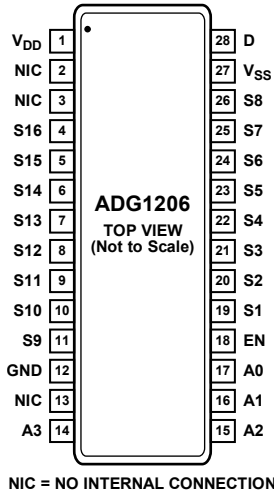 VDD 1 28 D
NIC 2 27 VSS
NIC 3 26 S8
S16 4 25 S7
S15 5 24 S6
S14 6 23 S5
S13 7 ADG1206 22 S4
S12 8 TOP VIEW 21 S3
(Not to Scale)
S11 9 20 S2
S10 10 19 S1
S9 11 18 EN
GND 12 17 A0
NIC 13 16 A1
A3 14 15 A2
NIC = NO INTERNAL CONNECTION